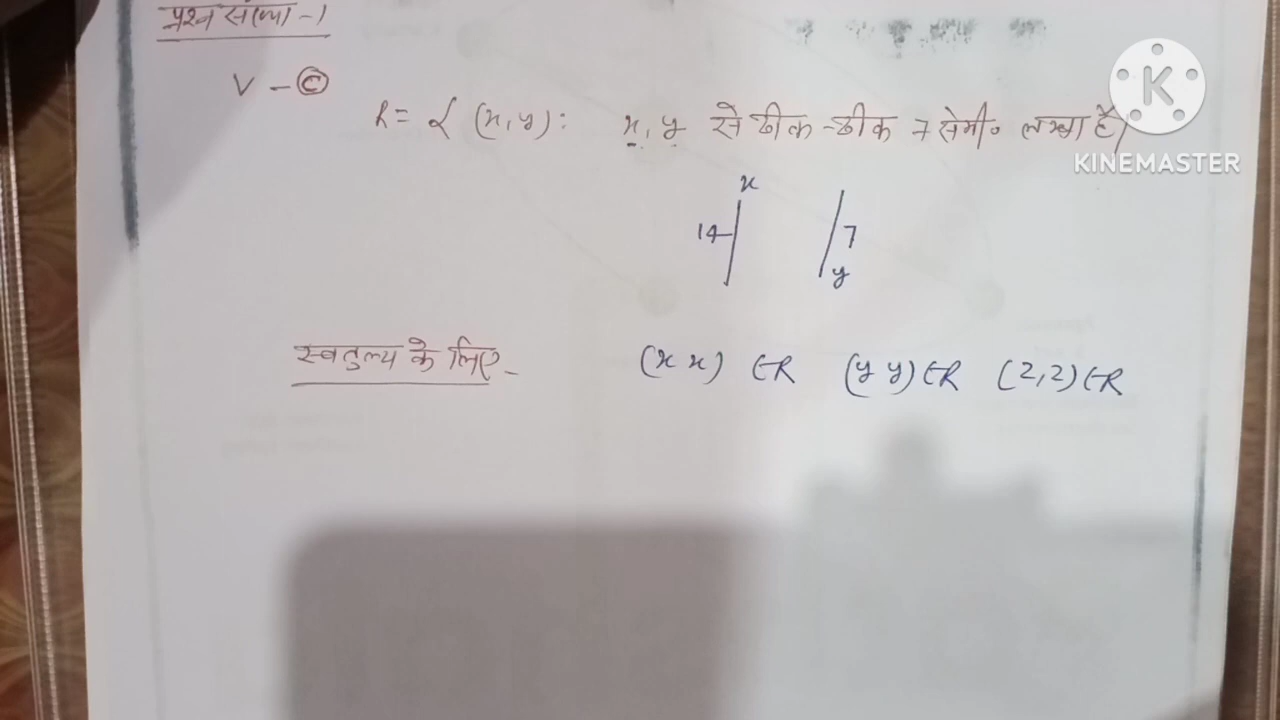 प्रश्न संख्या - 1
V - ©
R = { (x, y) : x, y से ठीक - ठीक 7 सेमी॰ लम्बा है।
K
KINEMASTER
x
14 7
y
स्वतुल्य के लिए -
(x x) ∈R (y y) ∈R (2,2) ∈R